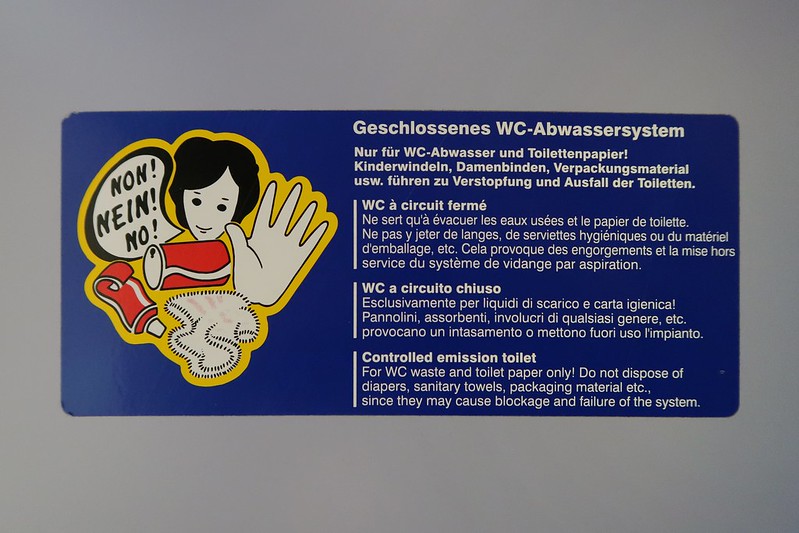 NON!
NEIN!
NO!
Geschlossenes WC-Abwassersystem
Nur für WC-Abwasser und Toilettenpapier!
Kinderwindeln, Damenbinden, Verpackungsmaterial
usw. führen zu Verstopfung und Ausfall der Toiletten.
WC à circuit fermé
Ne sert qu'à évacuer les eaux usées et le papier de toilette.
Ne pas y jeter de langes, de serviettes hygiéniques ou du matériel
d'emballage, etc. Cela provoque des engorgements et la mise hors
service du système de vidange par aspiration.
WC a circuito chiuso
Esclusivamente per liquidi di scarico e carta igienica!
Pannolini, assorbenti, involucri di qualsiasi genere, etc.
provocano un intasamento o mettono fuori uso l'impianto.
Controlled emission toilet
For WC waste and toilet paper only! Do not dispose of
diapers, sanitary towels, packaging material etc.,
since they may cause blockage and failure of the system.